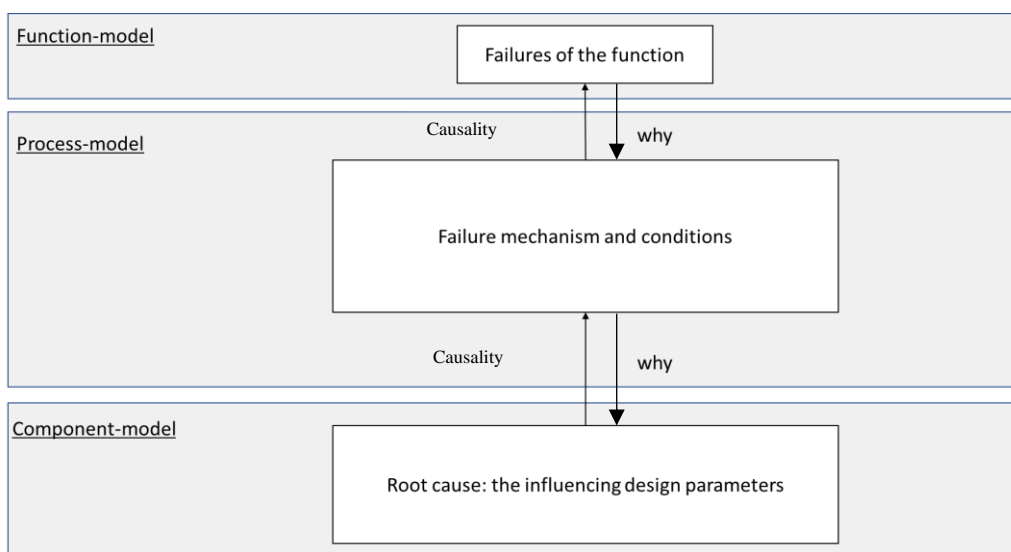 Function-model
Failures of the function
Causality
why
Process-model
Failure mechanism and conditions
Causality
why
Component-model
Root cause: the influencing design parameters